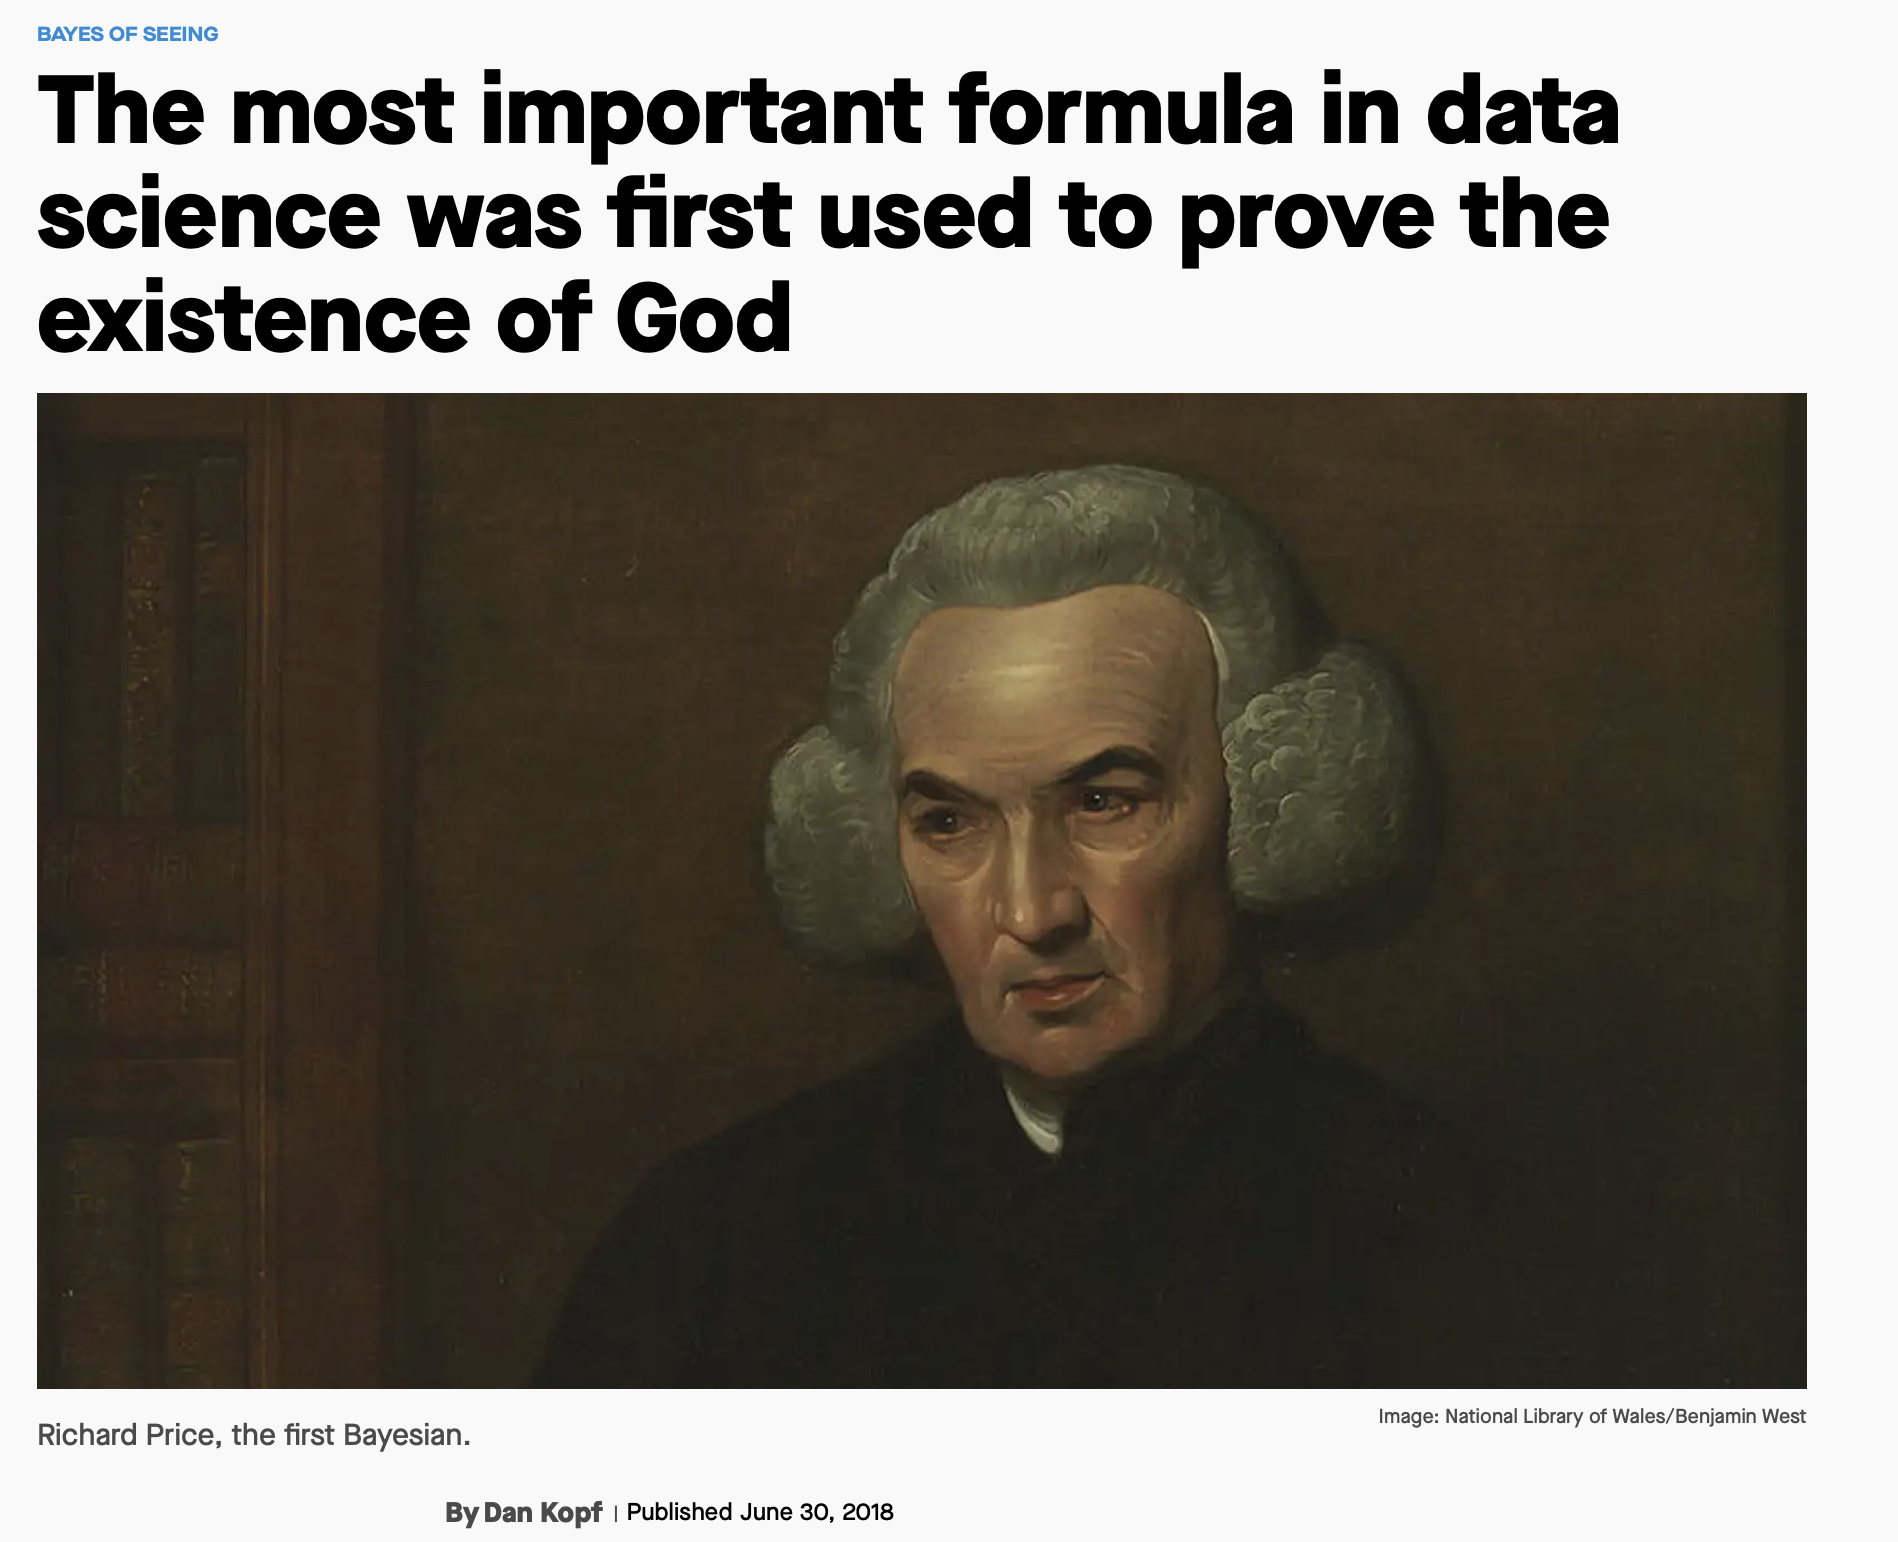 BAYES OF SEEING
The most important formula in data
science was first used to prove the
existence of God
Image: National Library of Wales/Benjamin West
Richard Price, the first Bayesian.
By Dan Kopf | Published June 30, 2018